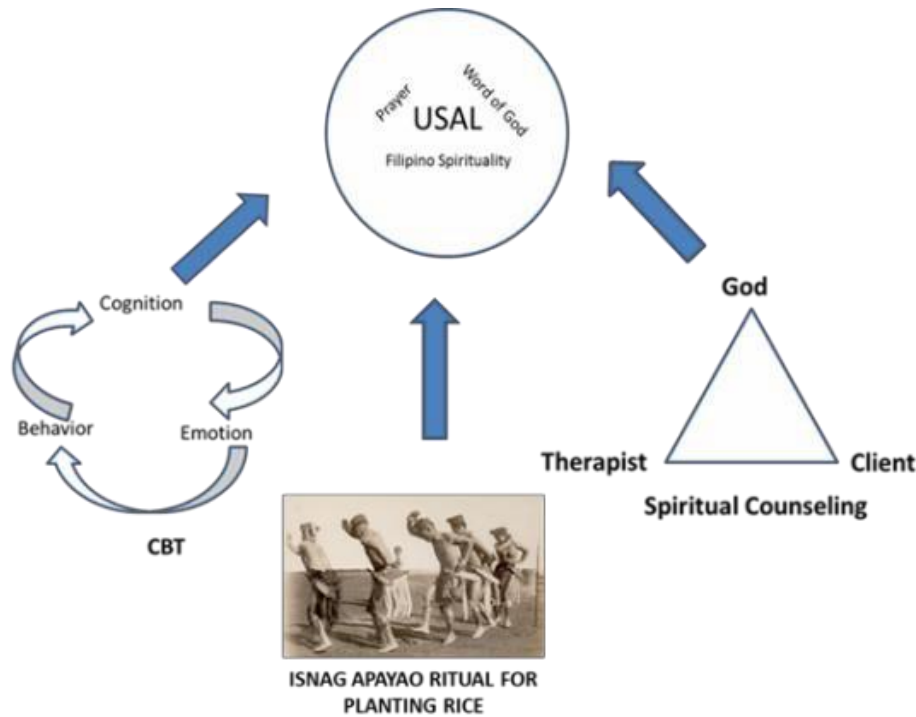 Prayer
Word of God
USAL
Filipino Spirituality
Cognition
Behavior
Emotion
CBT
God
Therapist
Client
Spiritual Counseling
ISNAG APAYAO RITUAL FOR
PLANTING RICE